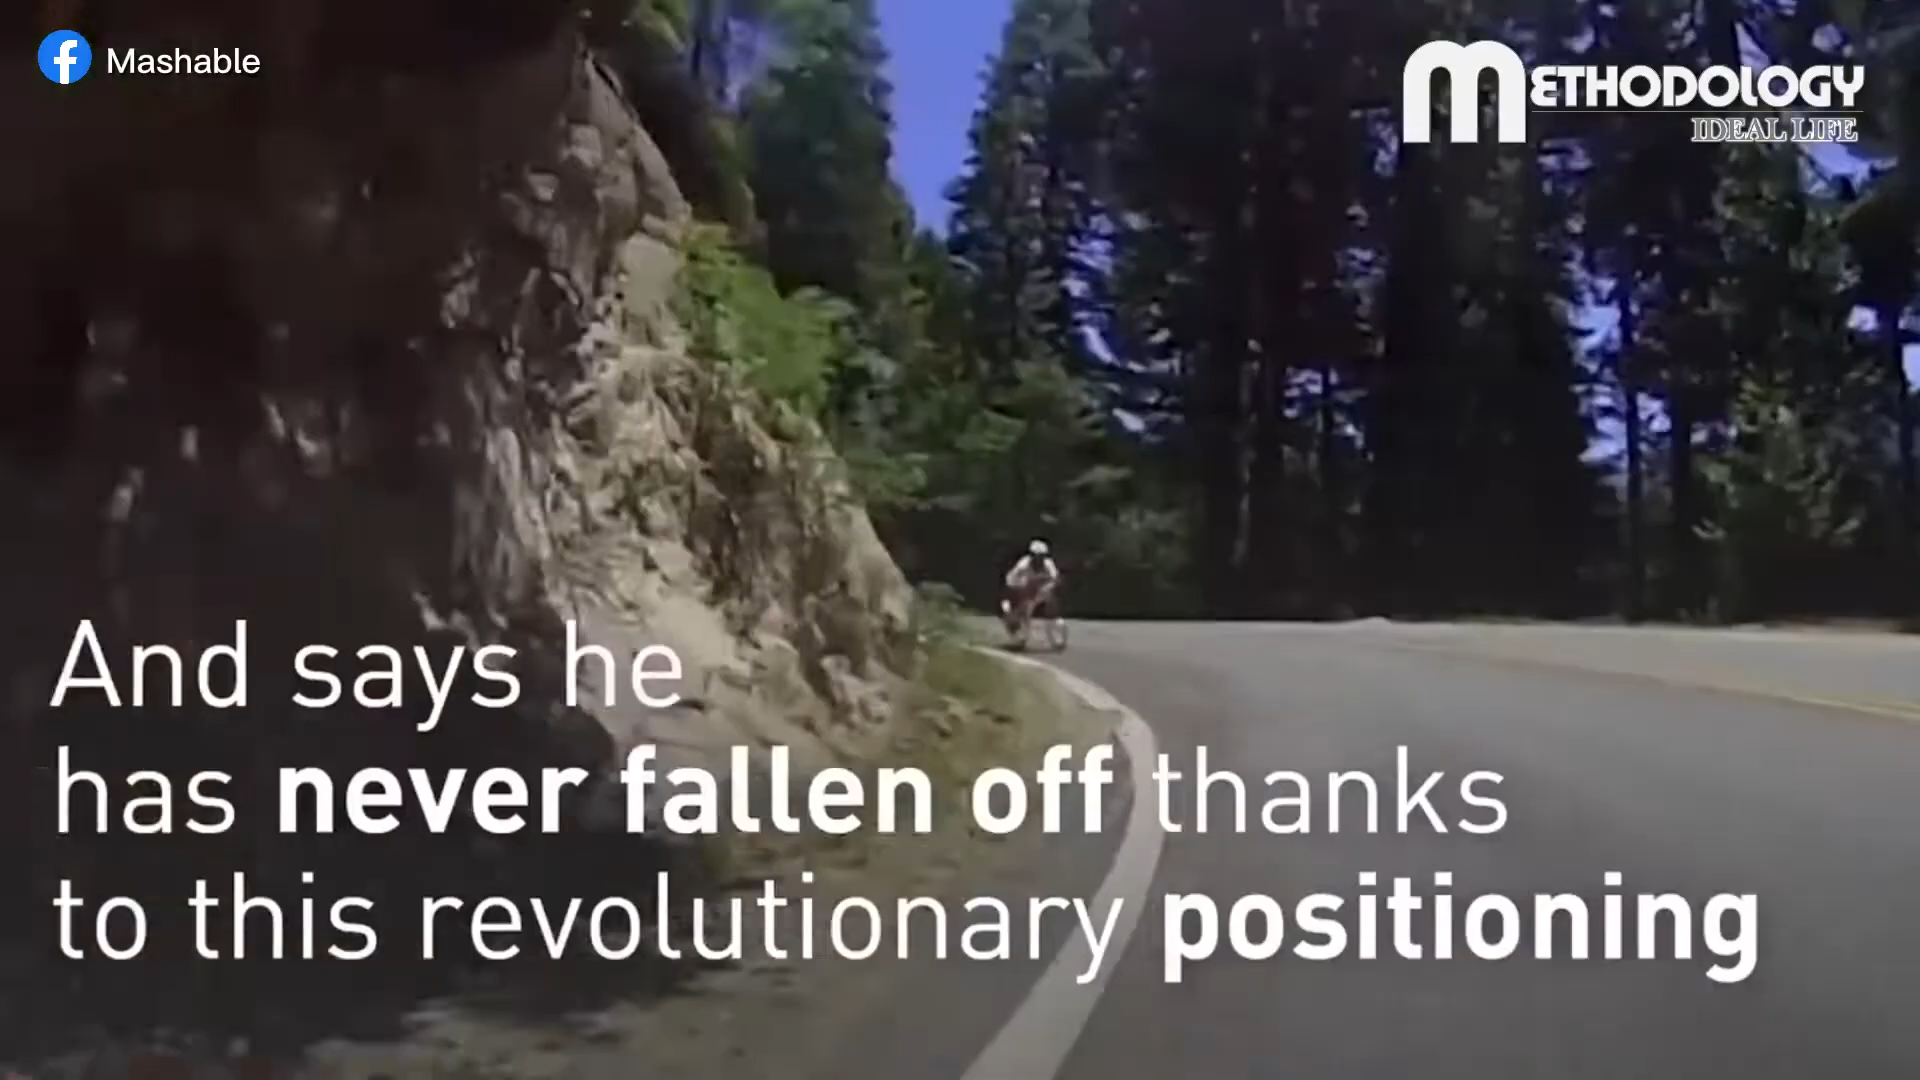 Mashable
METHODOLOGY
IDEAL LIFE
And says he
has never fallen off thanks
to this revolutionary positioning